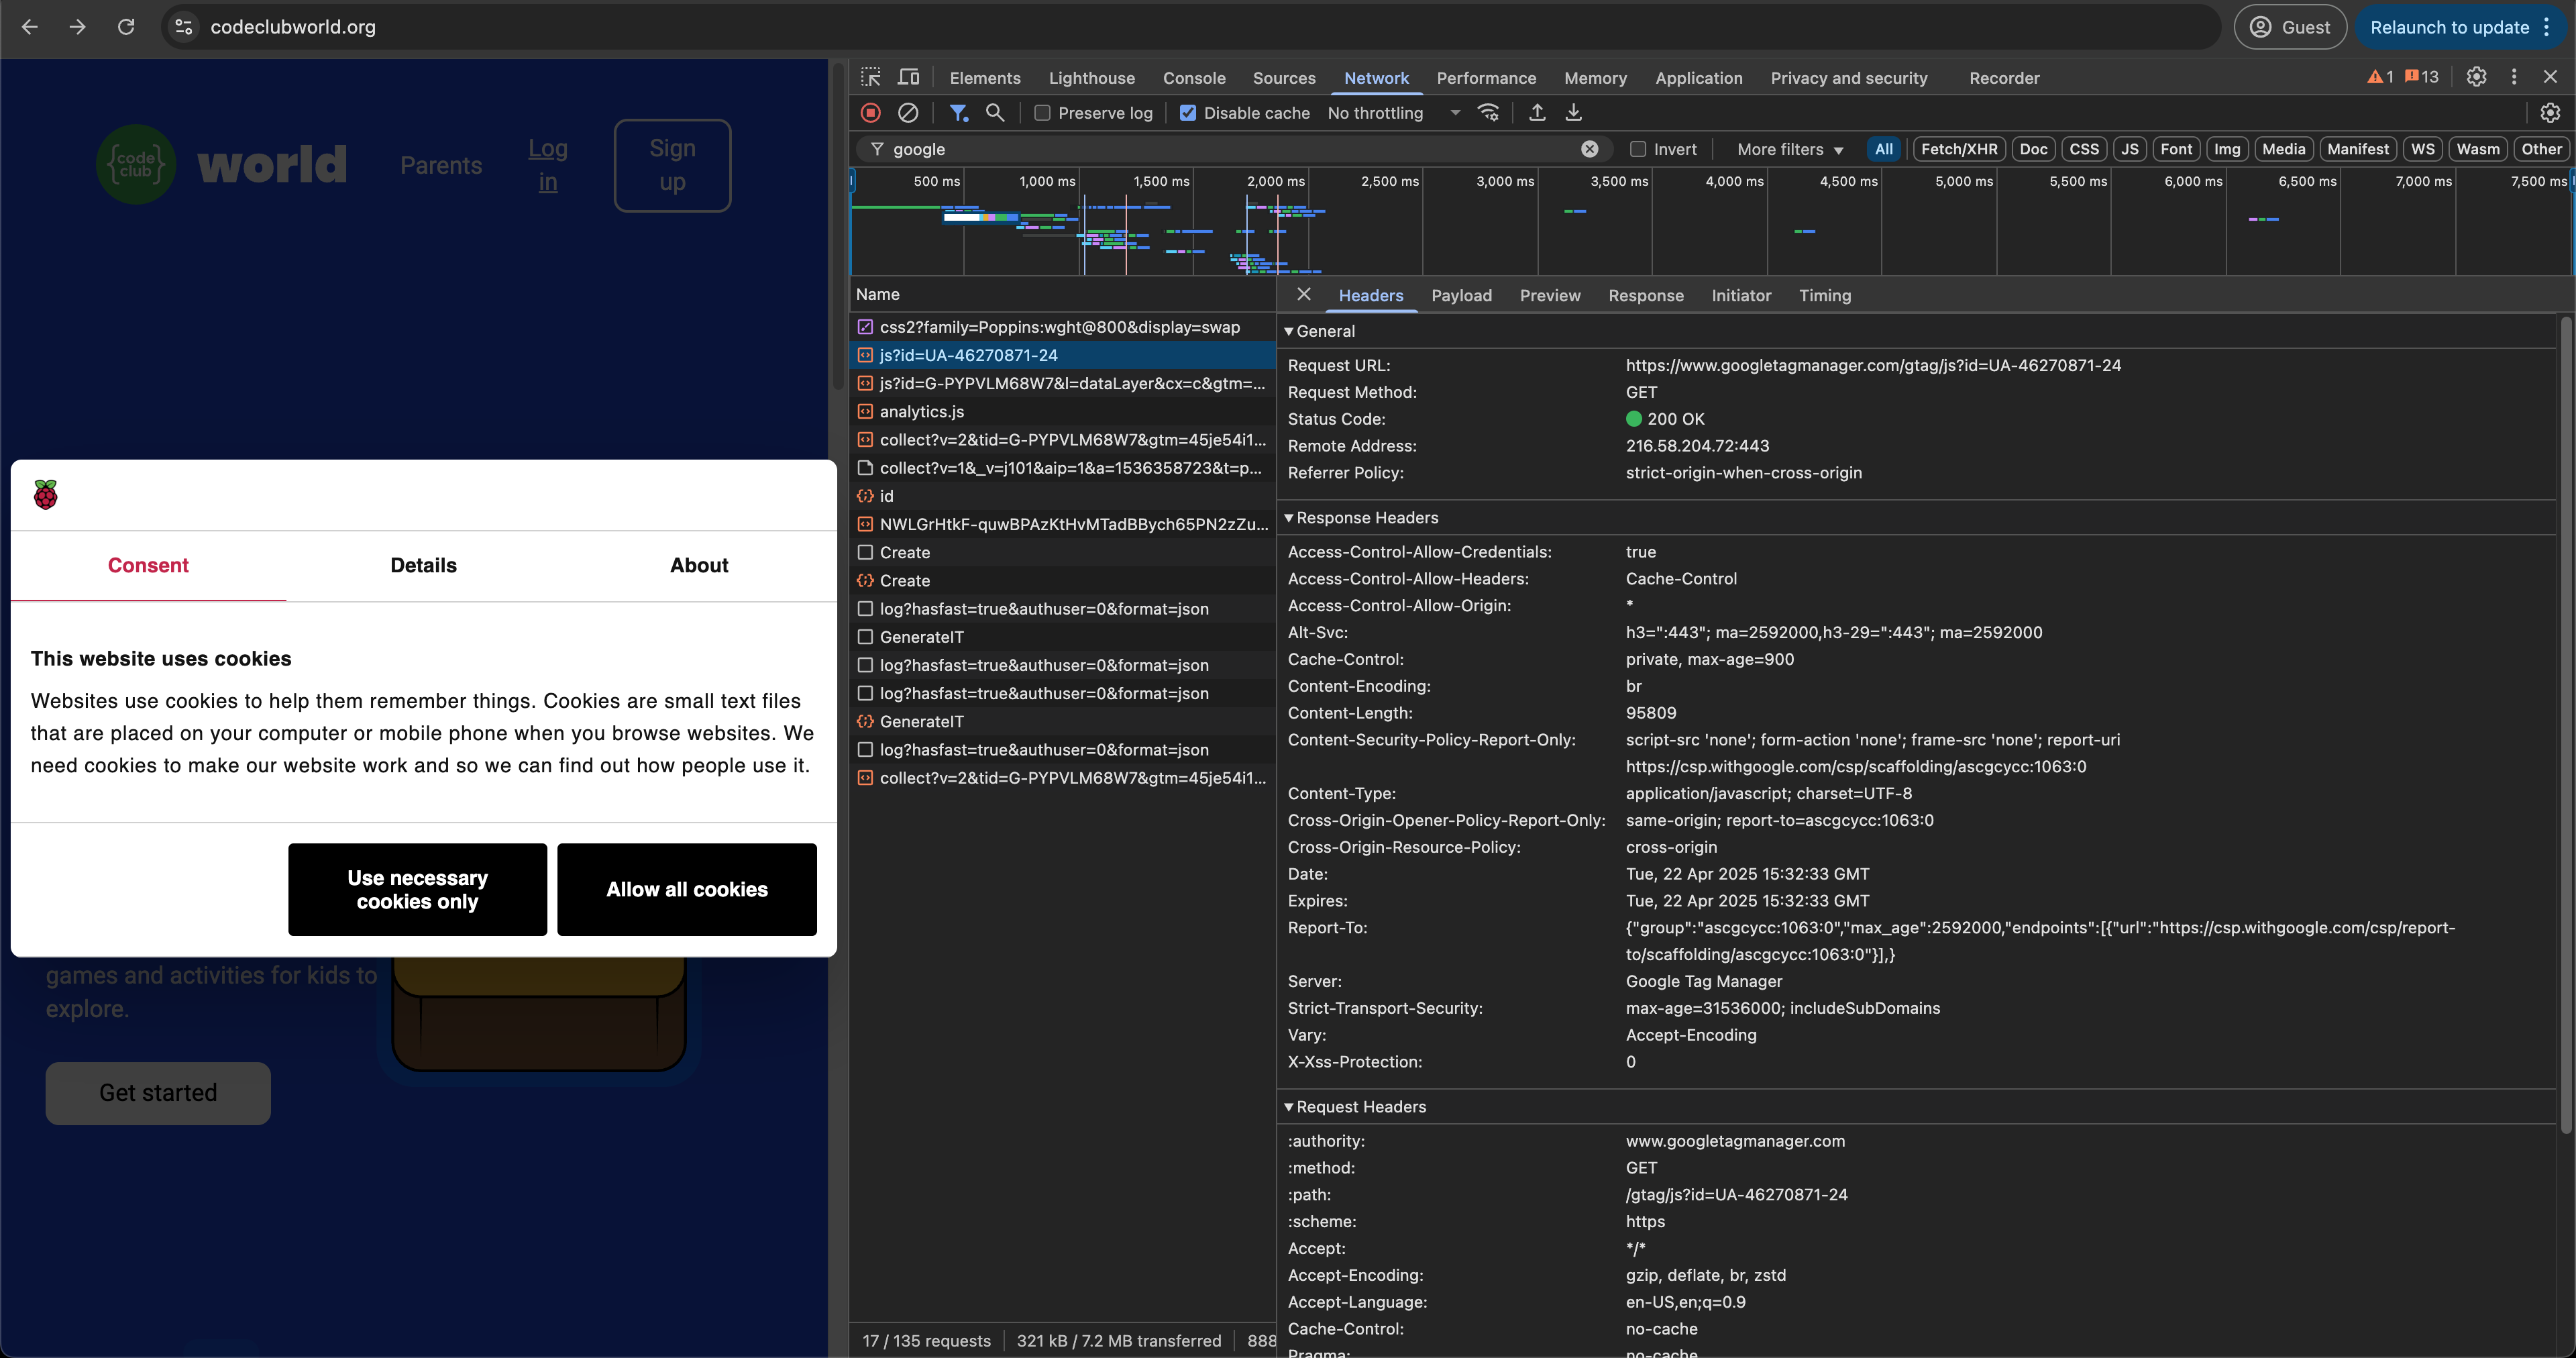 codeclubworld.org
Guest
Relaunch to update
{code club}
world
Parents
Log in
Sign up
Consent
Details
About
This website uses cookies
Websites use cookies to help them remember things. Cookies are small text files
that are placed on your computer or mobile phone when you browse websites. We
need cookies to make our website work and so we can find out how people use it.
Use necessary
cookies only
Allow all cookies
games and activities for kids to
explore.
Get started
Elements
Lighthouse
Console
Sources
Network
Performance
Memory
Application
Privacy and security
Recorder
1
13
Preserve log
Disable cache
No throttling
google
Invert
More filters
All
Fetch/XHR
Doc
CSS
JS
Font
Img
Media
Manifest
WS
Wasm
Other
500 ms
1,000 ms
1,500 ms
2,000 ms
2,500 ms
3,000 ms
3,500 ms
4,000 ms
4,500 ms
5,000 ms
5,500 ms
6,000 ms
6,500 ms
7,000 ms
7,500 ms
Name
css2?family=Poppins:wght@800&display=swap
js?id=UA-46270871-24
js?id=G-PYPVLM68W7&l=dataLayer&cx=c&gtm=...
analytics.js
collect?v=2&tid=G-PYPVLM68W7&gtm=45je54i1...
collect?v=1&_v=j101&aip=1&a=1536358723&t=p...
id
NWLGrHtkF-quwBPAzKtHvMTadBBych65PN2zZu...
Create
Create
log?hasfast=true&authuser=0&format=json
GenerateIT
log?hasfast=true&authuser=0&format=json
log?hasfast=true&authuser=0&format=json
GenerateIT
log?hasfast=true&authuser=0&format=json
collect?v=2&tid=G-PYPVLM68W7&gtm=45je54i1...
17 / 135 requests
321 kB / 7.2 MB transferred
888
Headers
Payload
Preview
Response
Initiator
Timing
General
Request URL: https://www.googletagmanager.com/gtag/js?id=UA-46270871-24
Request Method: GET
Status Code: 200 OK
Remote Address: 216.58.204.72:443
Referrer Policy: strict-origin-when-cross-origin
Response Headers
Access-Control-Allow-Credentials: true
Access-Control-Allow-Headers: Cache-Control
Access-Control-Allow-Origin: *
Alt-Svc: h3=":443"; ma=2592000,h3-29=":443"; ma=2592000
Cache-Control: private, max-age=900
Content-Encoding: br
Content-Length: 95809
Content-Security-Policy-Report-Only: script-src 'none'; form-action 'none'; frame-src 'none'; report-uri
https://csp.withgoogle.com/csp/scaffolding/ascgcycc:1063:0
Content-Type: application/javascript; charset=UTF-8
Cross-Origin-Opener-Policy-Report-Only: same-origin; report-to=ascgcycc:1063:0
Cross-Origin-Resource-Policy: cross-origin
Date: Tue, 22 Apr 2025 15:32:33 GMT
Expires: Tue, 22 Apr 2025 15:32:33 GMT
Report-To: {"group":"ascgcycc:1063:0","max_age":2592000,"endpoints":[{"url":"https://csp.withgoogle.com/csp/report-
to/scaffolding/ascgcycc:1063:0"}],}
Server: Google Tag Manager
Strict-Transport-Security: max-age=31536000; includeSubDomains
Vary: Accept-Encoding
X-Xss-Protection: 0
Request Headers
:authority: www.googletagmanager.com
:method: GET
:path: /gtag/js?id=UA-46270871-24
:scheme: https
Accept: */*
Accept-Encoding: gzip, deflate, br, zstd
Accept-Language: en-US,en;q=0.9
Cache-Control: no-cache
Pragma: no-cache